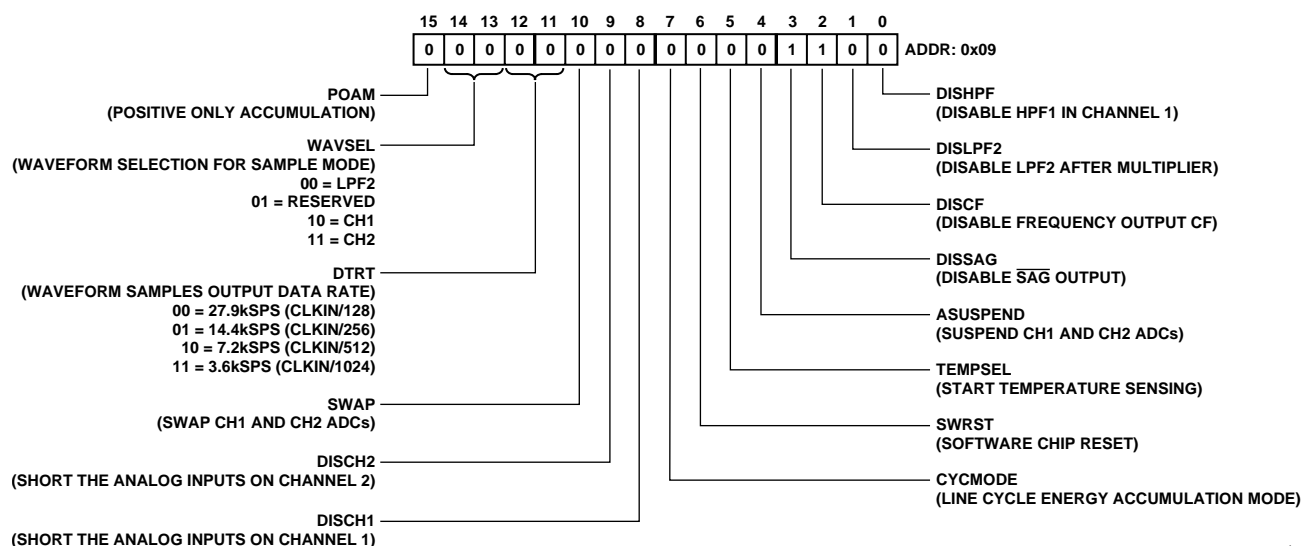 15 14 13 12 11 10 9 8 7 6 5 4 3 2 1 0
0 0 0 0 0 0 0 0 0 0 0 0 1 1 0 0 ADDR: 0x09
POAM
(POSITIVE ONLY ACCUMULATION)
WAVSEL
(WAVEFORM SELECTION FOR SAMPLE MODE)
00 = LPF2
01 = RESERVED
10 = CH1
11 = CH2
DTRT
(WAVEFORM SAMPLES OUTPUT DATA RATE)
00 = 27.9kSPS (CLKIN/128)
01 = 14.4kSPS (CLKIN/256)
10 = 7.2kSPS (CLKIN/512)
11 = 3.6kSPS (CLKIN/1024)
SWAP
(SWAP CH1 AND CH2 ADCs)
DISCH2
(SHORT THE ANALOG INPUTS ON CHANNEL 2)
DISCH1
(SHORT THE ANALOG INPUTS ON CHANNEL 1)
DISHPF
(DISABLE HPF1 IN CHANNEL 1)
DISLPF2
(DISABLE LPF2 AFTER MULTIPLIER)
DISCF
(DISABLE FREQUENCY OUTPUT CF)
DISSAG
(DISABLE SAG OUTPUT)
ASUSPEND
(SUSPEND CH1 AND CH2 ADCs)
TEMPSEL
(START TEMPERATURE SENSING)
SWRST
(SOFTWARE CHIP RESET)
CYCMODE
(LINE CYCLE ENERGY ACCUMULATION MODE)